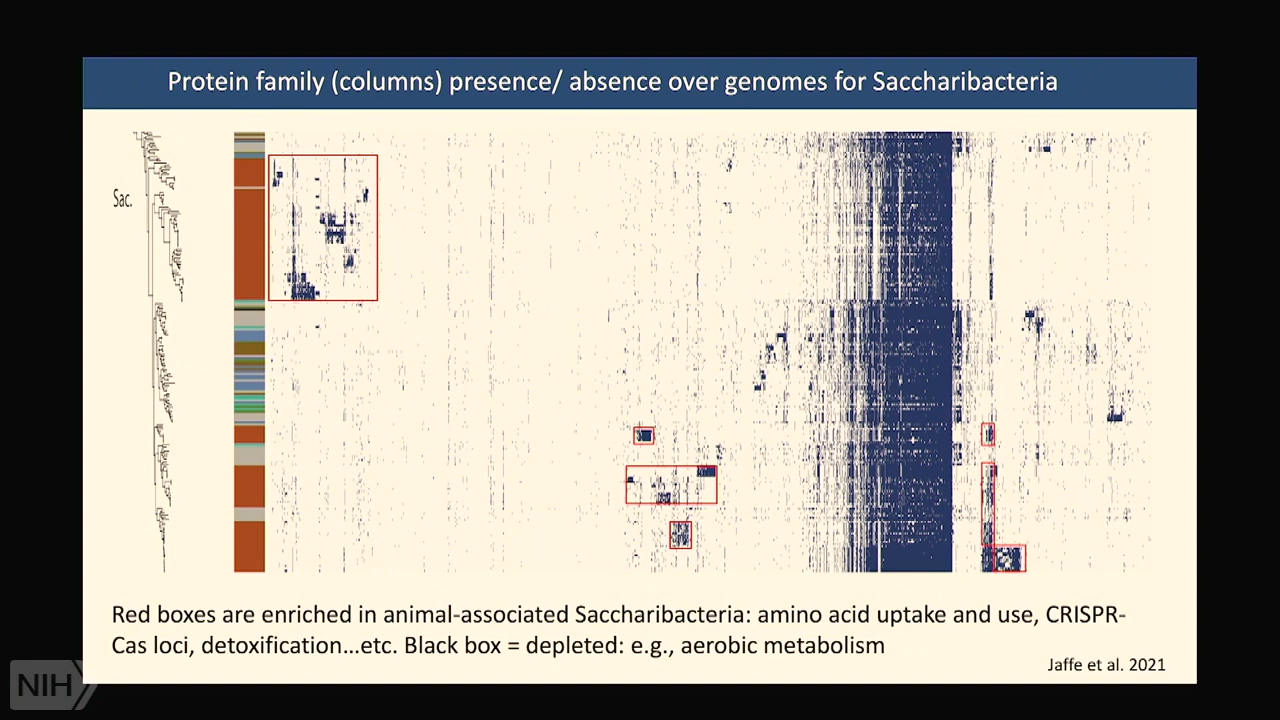 Protein family (columns) presence/ absence over genomes for Saccharibacteria
Sac.
Red boxes are enriched in animal-associated Saccharibacteria: amino acid uptake and use, CRISPR-
Cas loci, detoxification…etc. Black box = depleted: e.g., aerobic metabolism
Jaffe et al. 2021
NIH